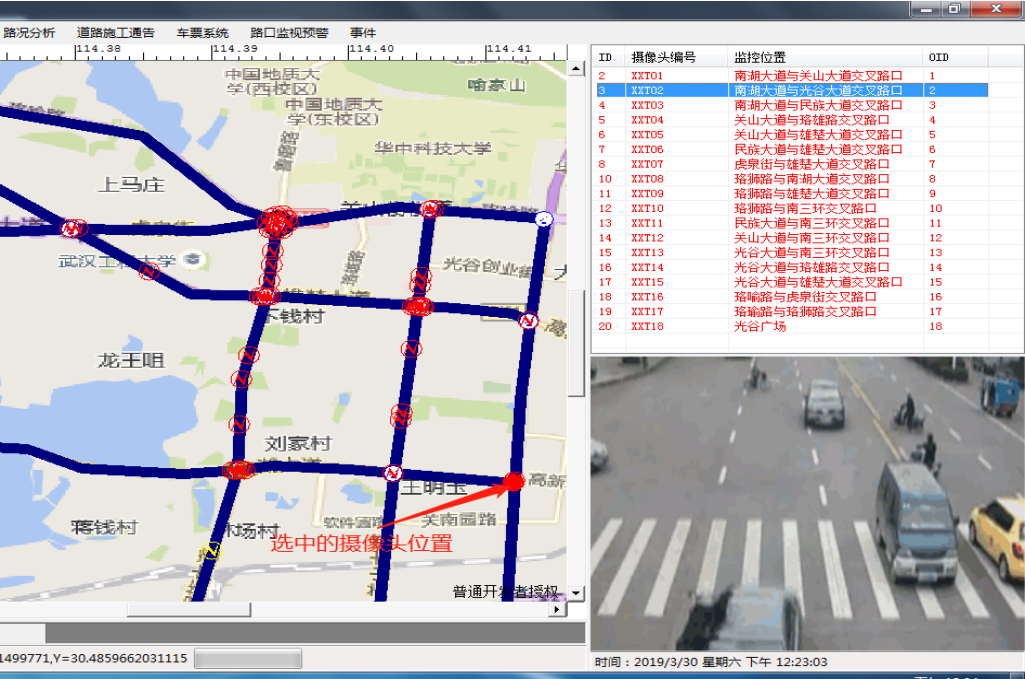 路况分析 道路施工通告 车票系统 路口监视预警 事件
114.38 114.39 114.40 114.41
中国地质大
学(西校区)
喻家山
中国地质大
学(东校区)
鲁磨路
华中科技大学
上马庄
武汉工程大学
珞雄路
光谷创业街
下钱村
龙王咀
刘家村
王明玉
高新
软件园路
关南园路
蒋钱村
选中的摄像头位置
普通开发者授权
1499771,Y=30.4859662031115
ID 摄像头编号 监控位置 OID
2 XXT01 南湖大道与关山大道交叉路口 1
3 XXT02 南湖大道与光谷大道交叉路口 2
4 XXT03 南湖大道与民族大道交叉路口 3
5 XXT04 关山大道与珞雄路交叉路口 4
6 XXT05 关山大道与雄楚大道交叉路口 5
7 XXT06 民族大道与雄楚大道交叉路口 6
8 XXT07 虎泉街与雄楚大道交叉路口 7
10 XXT08 珞狮路与南湖大道交叉路口 8
11 XXT09 珞狮路与雄楚大道交叉路口 9
12 XXT10 珞狮路与南三环交叉路口 10
13 XXT11 民族大道与南三环交叉路口 11
14 XXT12 关山大道与南三环交叉路口 12
15 XXT13 光谷大道与南三环交叉路口 13
16 XXT14 光谷大道与珞雄路交叉路口 14
17 XXT15 光谷大道与雄楚大道交叉路口 15
18 XXT16 珞喻路与虎泉街交叉路口 16
19 XXT17 珞瑜路与珞狮路交叉路口 17
20 XXT18 光谷广场 18
时间：2019/3/30 星期六 下午 12:23:03